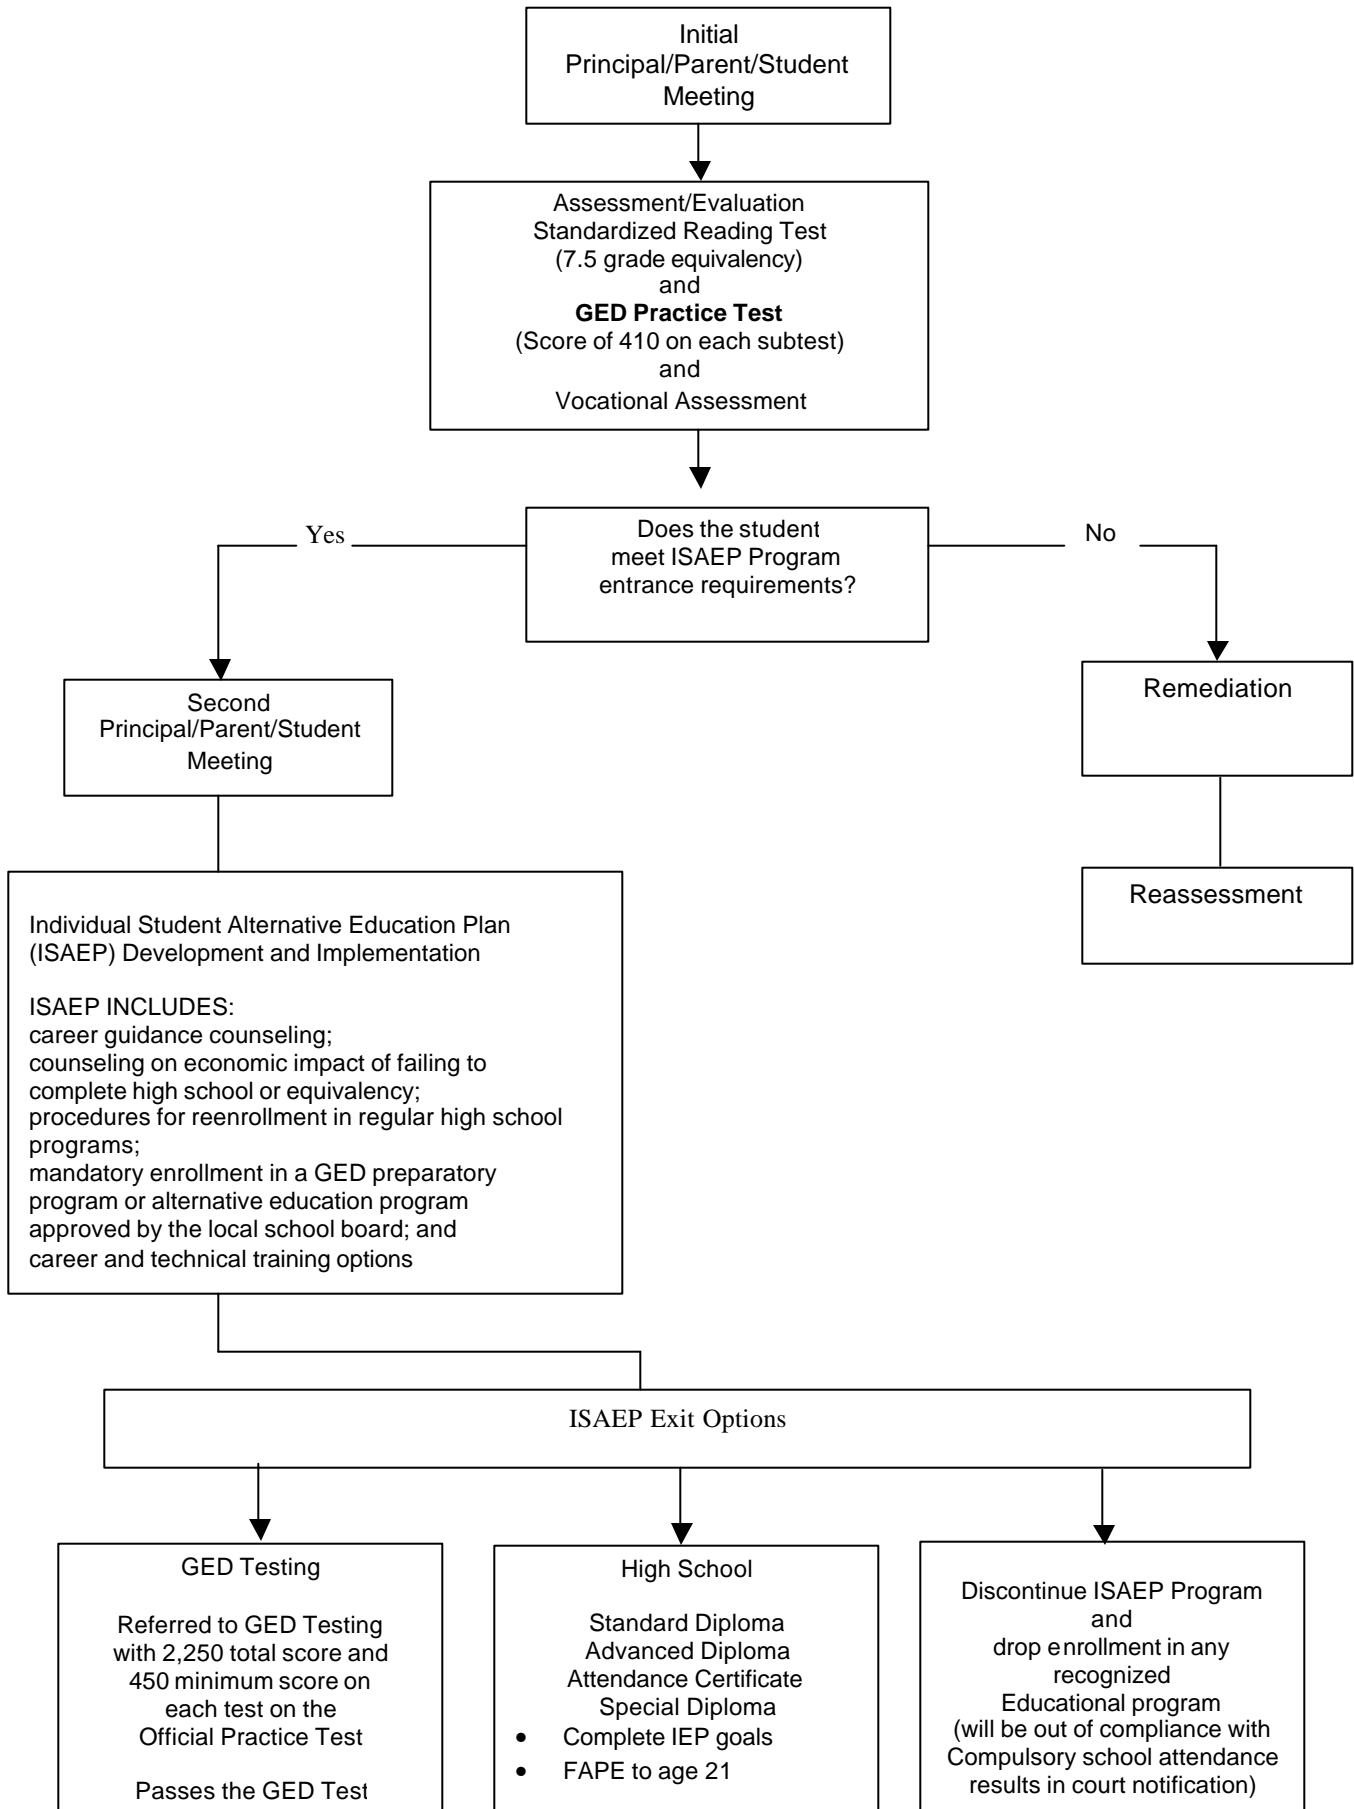 Initial
Principal/Parent/Student
Meeting
Assessment/Evaluation
Standardized Reading Test
(7.5 grade equivalency)
and
GED Practice Test
(Score of 410 on each subtest)
and
Vocational Assessment
Does the student
meet ISAEP Program
entrance requirements?
Yes
No
Second
Principal/Parent/Student
Meeting
Remediation
Reassessment
Individual Student Alternative Education Plan
(ISAEP) Development and Implementation
ISAEP INCLUDES:
career guidance counseling;
counseling on economic impact of failing to
complete high school or equivalency;
procedures for reenrollment in regular high school
programs;
mandatory enrollment in a GED preparatory
program or alternative education program
approved by the local school board; and
career and technical training options
ISAEP Exit Options
GED Testing
Referred to GED Testing
with 2,250 total score and
450 minimum score on
each test on the
Official Practice Test
Passes the GED Test
High School
Standard Diploma
Advanced Diploma
Attendance Certificate
Special Diploma
• Complete IEP goals
• FAPE to age 21
Discontinue ISAEP Program
and
drop enrollment in any
recognized
Educational program
(will be out of compliance with
Compulsory school attendance
results in court notification)